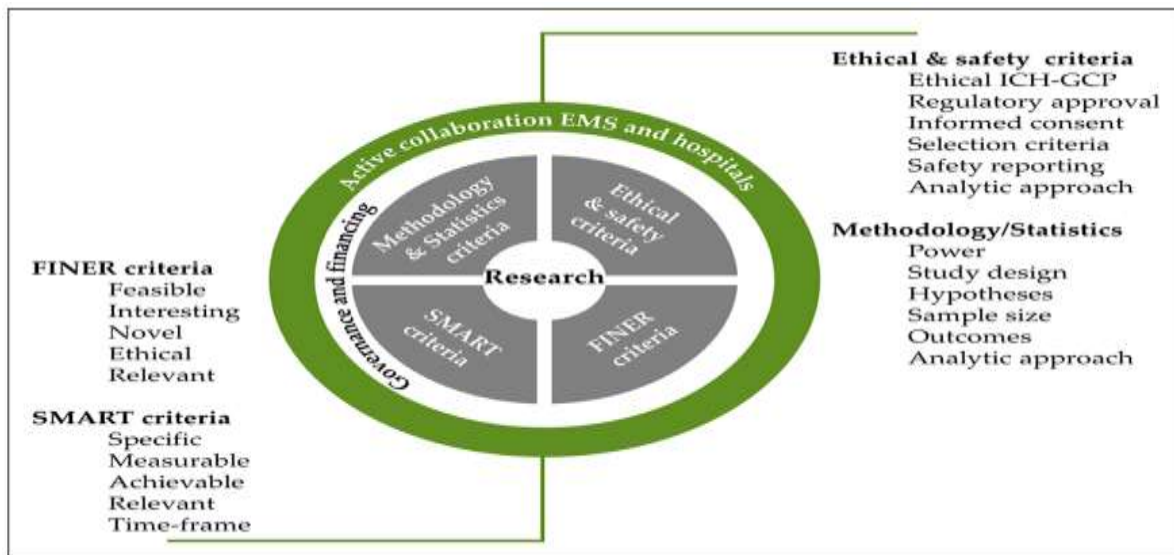 Ethical & safety criteria
Ethical ICH-GCP
Regulatory approval
Informed consent
Selection criteria
Safety reporting
Analytic approach
Methodology/Statistics
Power
Study design
Hypotheses
Sample size
Outcomes
Analytic approach
Active collaboration EMS and hospitals
Governance and financing
Methodology
& Statistics
criteria
Ethical
& safety
criteria
Research
SMART
criteria
FINER
criteria
FINER criteria
Feasible
Interesting
Novel
Ethical
Relevant
SMART criteria
Specific
Measurable
Achievable
Relevant
Time-frame